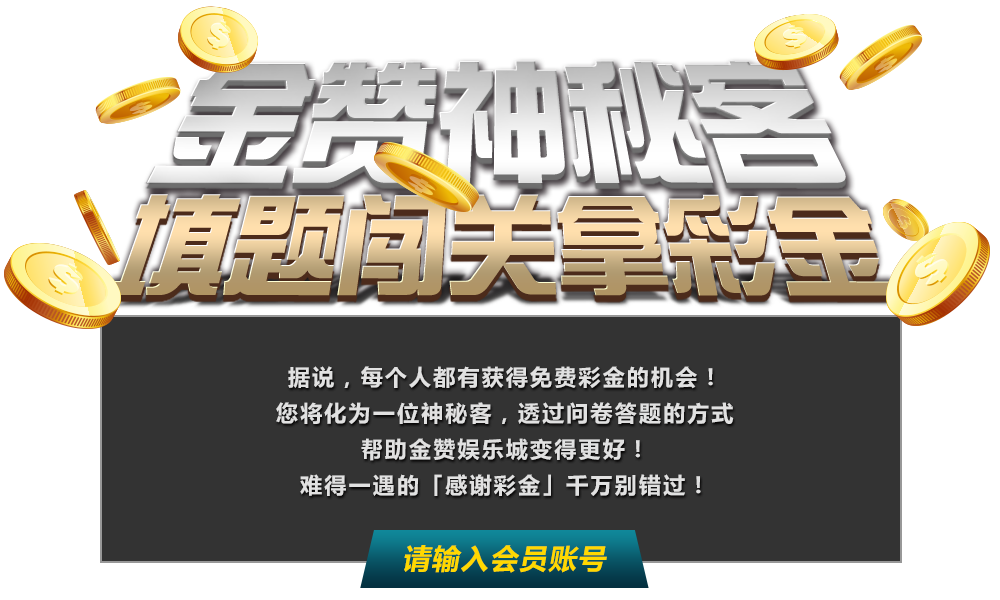 金赞神秘客
填题闯关拿彩金
据说，每个人都有获得免费彩金的机会！
您将化为一位神秘客，透过问卷答题的方式
帮助金赞娱乐城变得更好！
难得一遇的「感谢彩金」千万别错过！
请输入会员账号